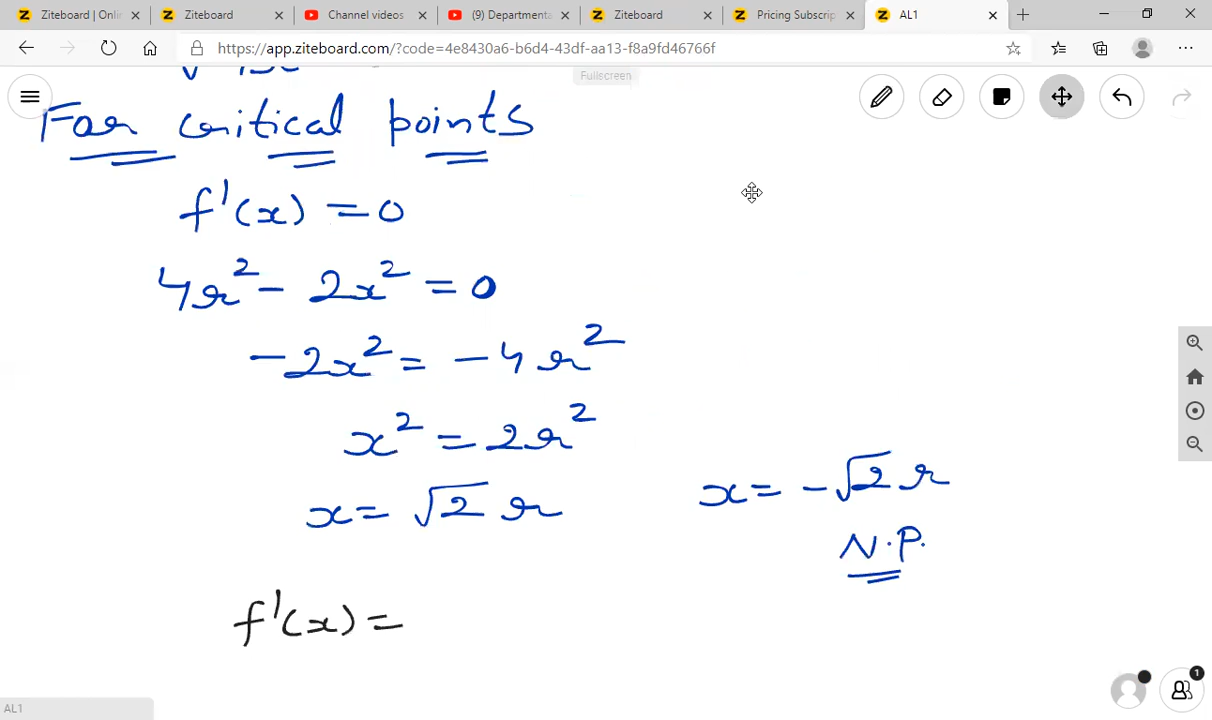 Ziteboard | Onli
Ziteboard
Channel videos
(9) Departmenta
Ziteboard
Pricing Subscrip
AL1
https://app.ziteboard.com/?code=4e8430a6-b6d4-43df-aa13-f8a9fd46766f
Fullscreen
For critical points
f'(x) = 0
4r² - 2x² = 0
-2x² = -4r²
x² = 2r²
x = √2 r
x = -√2 r
N.P.
f'(x) =
1
AL1